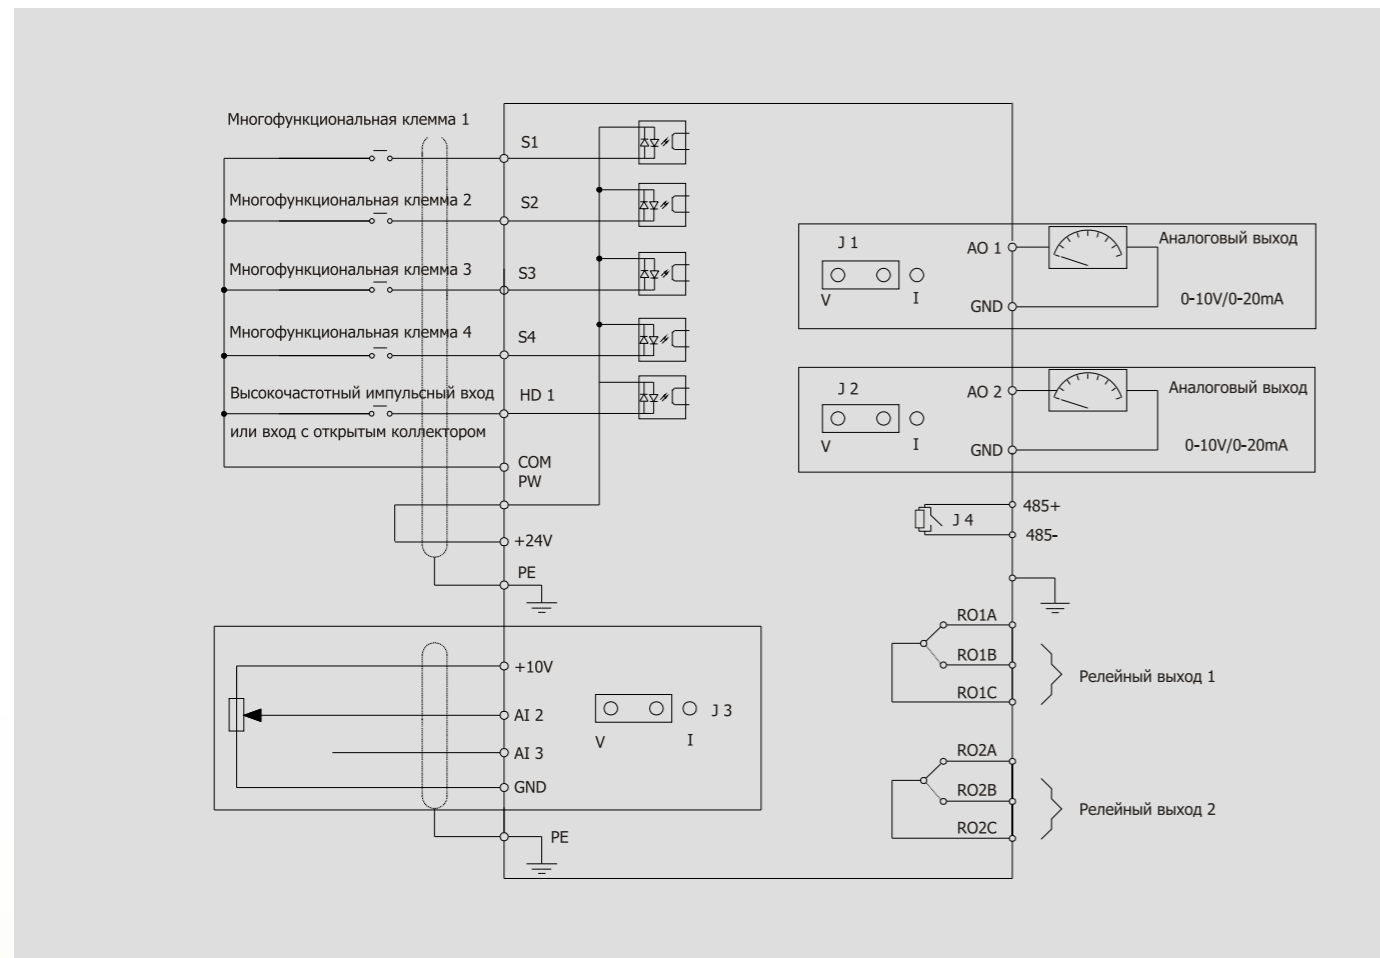 Многофункциональная клемма 1
S1
Многофункциональная клемма 2
S2
Многофункциональная клемма 3
S3
Многофункциональная клемма 4
S4
Высокочастотный импульсный вход
HD 1
или вход с открытым коллектором
COM
PW
+24V
PE
+10V
AI 2
AI 3
GND
J 3
V
I
PE
J 1
V
I
AO 1
GND
Аналоговый выход
0-10V/0-20mA
J 2
V
I
AO 2
GND
Аналоговый выход
0-10V/0-20mA
J 4
485+
485-
RO1A
RO1B
RO1C
Релейный выход 1
RO2A
RO2B
RO2C
Релейный выход 2